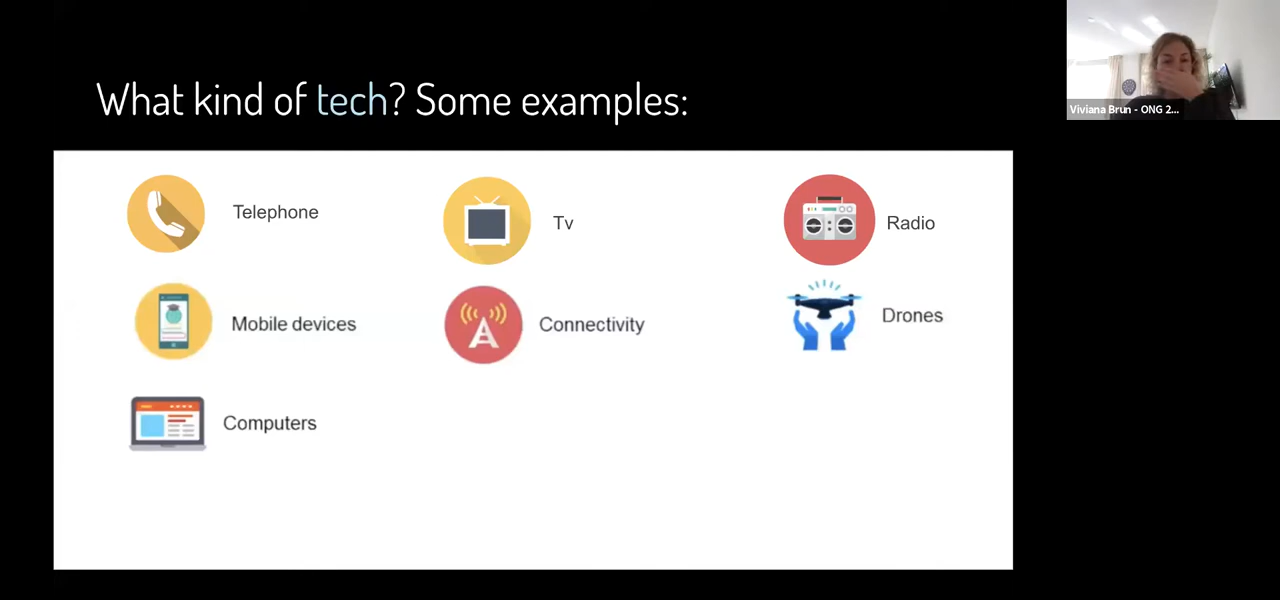 What kind of tech? Some examples:
Viviana Brun - ONG 2...
Telephone
Tv
Radio
Mobile devices
Connectivity
Drones
Computers